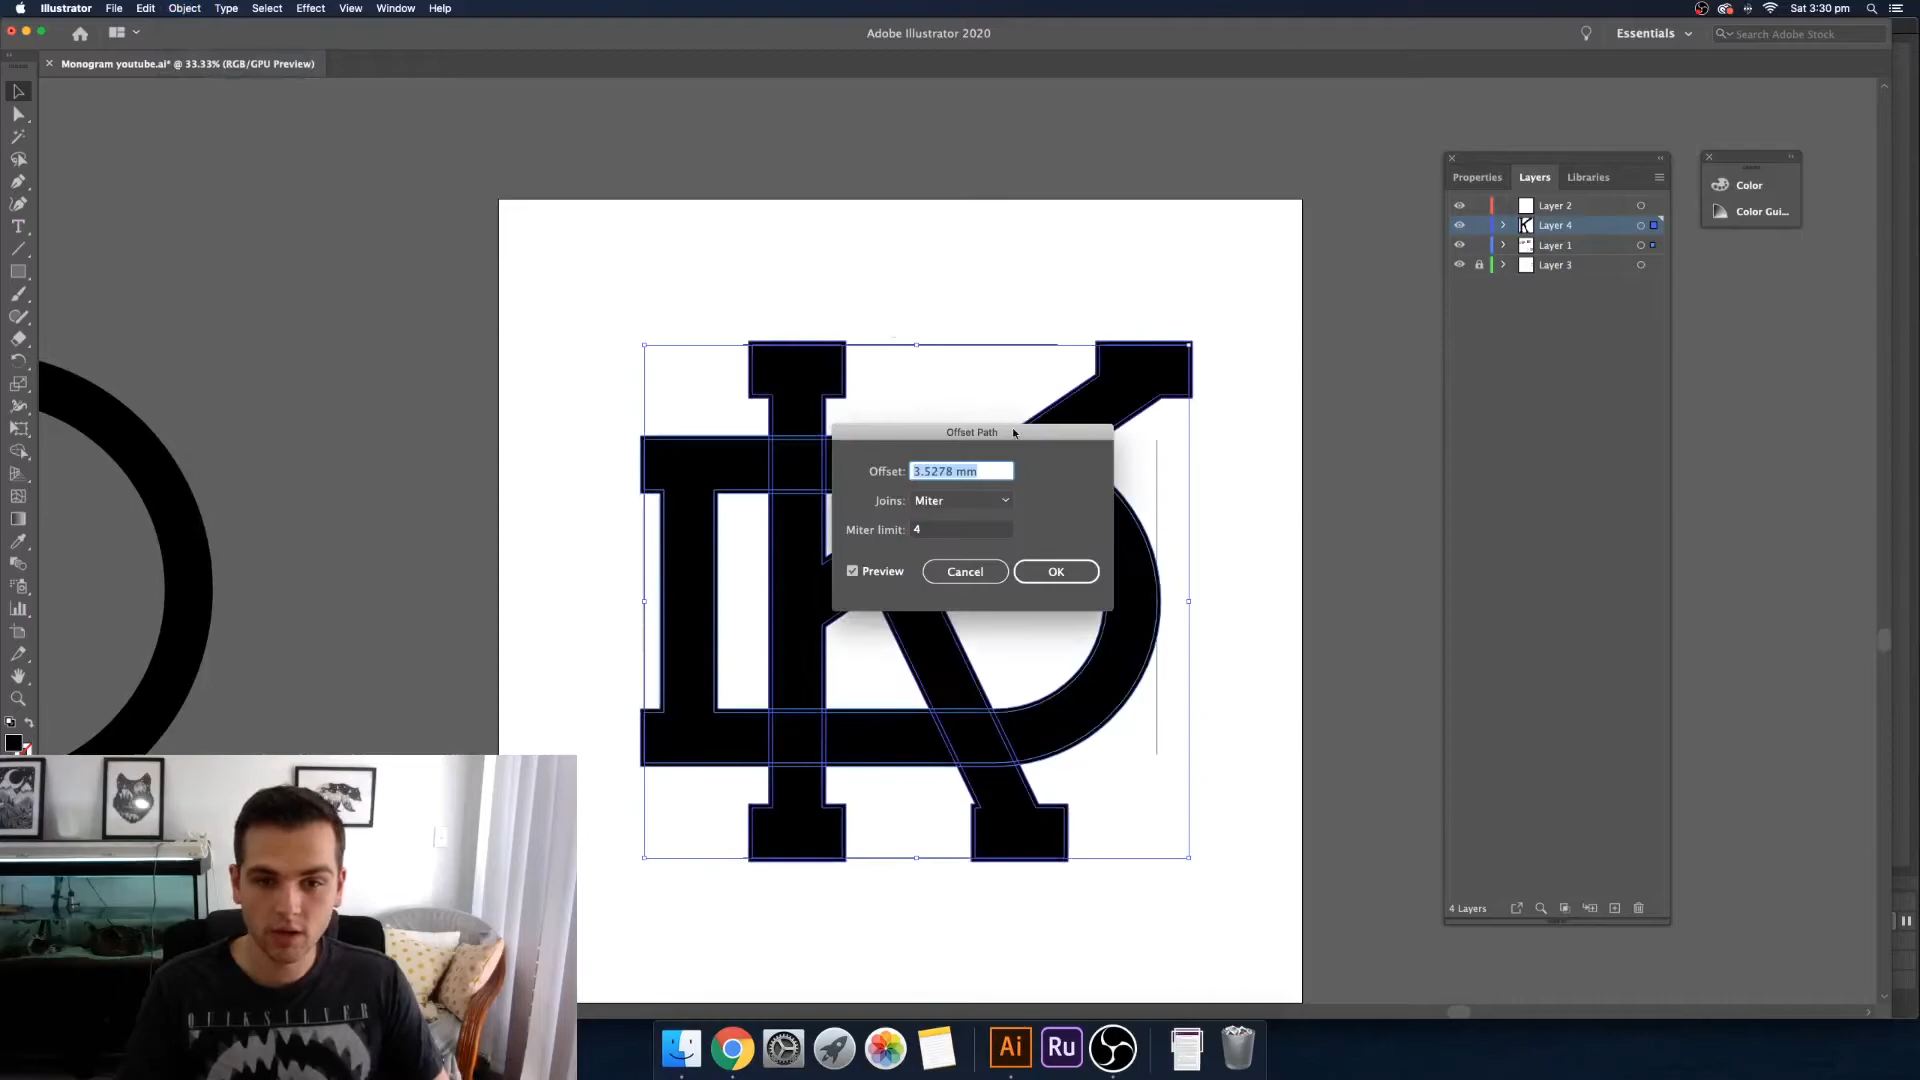 Illustrator File Edit Object Type Select Effect View Window Help
Sat 3:30 pm
Adobe Illustrator 2020
Essentials
Search Adobe Stock
Monogram youtube.ai* @ 33.33% (RGB/GPU Preview)
Properties Layers Libraries
Layer 2
Layer 4
Layer 1
Layer 3
Color
Color Gui...
Offset Path
Offset: 3.5278 mm
Joins: Miter
Miter limit: 4
Preview Cancel OK
4 Layers
QUIKSILVER
Ai Ru